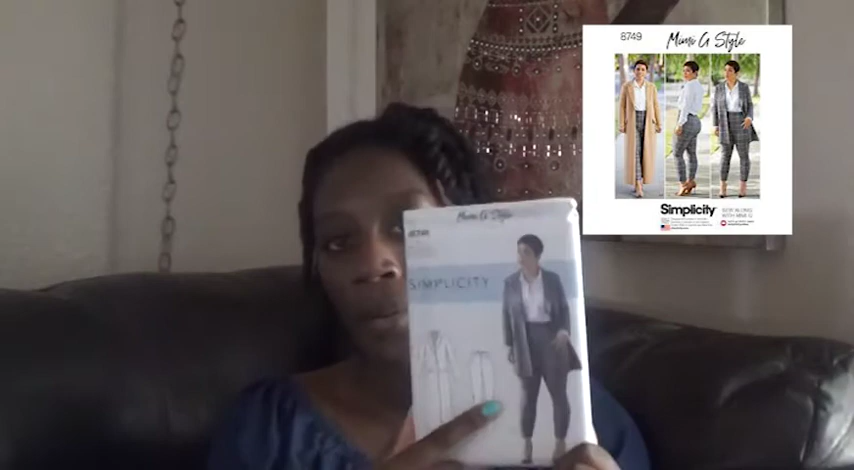 Mimi G Style
8749
SIMPLICITY
8749
Mimi G Style
Simplicity
SEW ALONG
WITH MIMI G